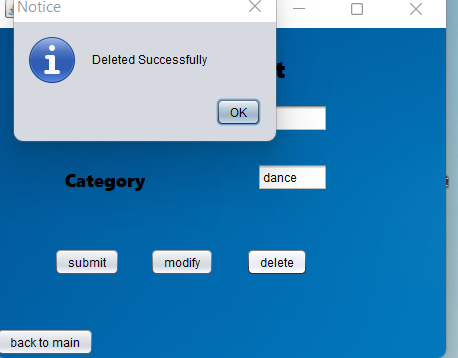 Notice
Deleted Successfully
OK
Category
dance
submit
modify
delete
back to main